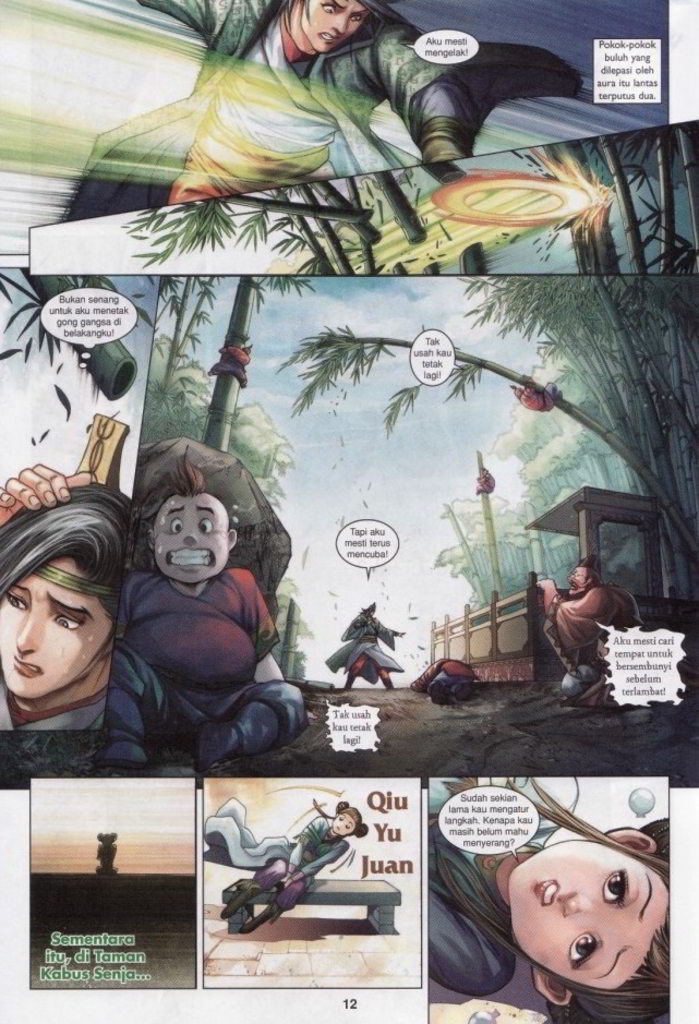 Aku mesti
mengelak!
Pokok-pokok
buluh yang
dilepasi oleh
aura itu lantas
terputus dua.
Bukan senang
untuk aku menetak
gong gangsa di
belakangku!
Tak
usah kau
tetak
lagi!
Tapi aku
mesti terus
mencuba!
Aku mesti cari
tempat untuk
bersembunyi
sebelum
terlambat!
Tak usah
kau tetak
lagi!
Sementara
itu, di Taman
Kabus Senja...
Qiu
Yu
Juan
Sudah sekian
lama kau mengatur
langkah. Kenapa kau
masih belum mahu
menyerang?
12